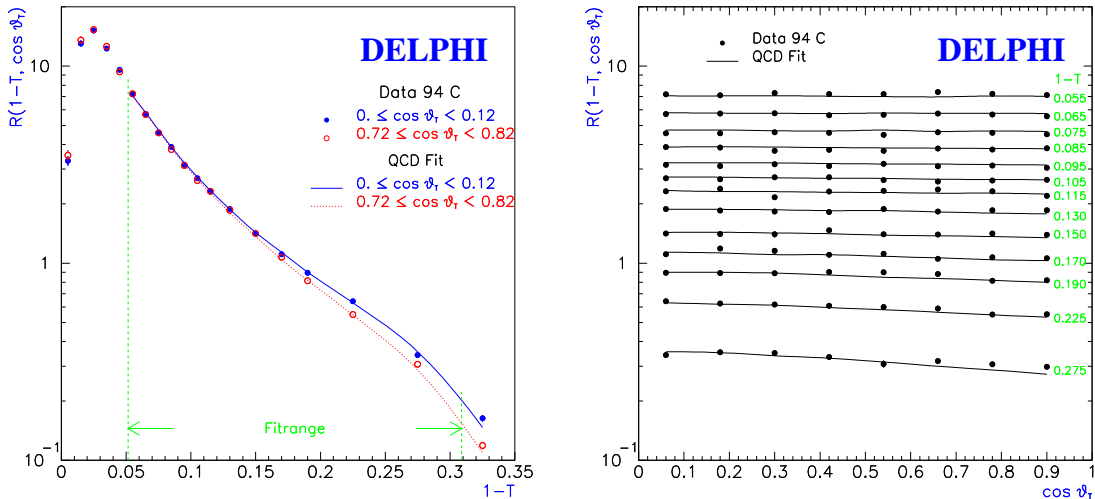 R(1-T, cos ϑT)
10
1
10⁻¹
DELPHI
Data 94 C
0. ≤ cos ϑT < 0.12
0.72 ≤ cos ϑT < 0.82
QCD Fit
0. ≤ cos ϑT < 0.12
0.72 ≤ cos ϑT < 0.82
Fitrange
0 0.05 0.1 0.15 0.2 0.25 0.3 0.35
1-T
R(1-T, cos ϑT)
10
1
10⁻¹
Data 94 C
QCD Fit
DELPHI
1-T
0.055
0.065
0.075
0.085
0.095
0.105
0.115
0.130
0.150
0.170
0.190
0.225
0.275
0 0.1 0.2 0.3 0.4 0.5 0.6 0.7 0.8 0.9 1
cos ϑT